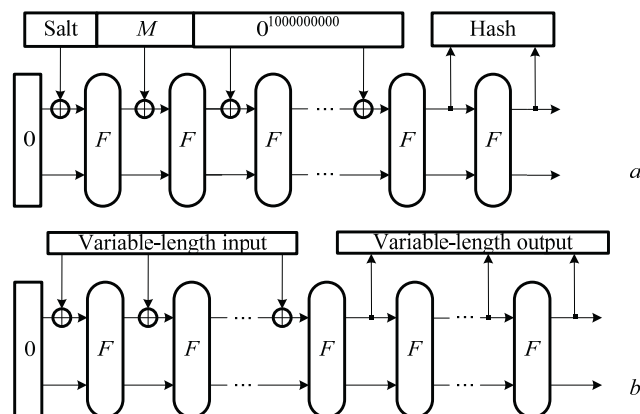 Salt M 0^1000000000 Hash
0 F F F ... F F
... a
Variable-length input Variable-length output
0 F F ... F F ... F
... ... b